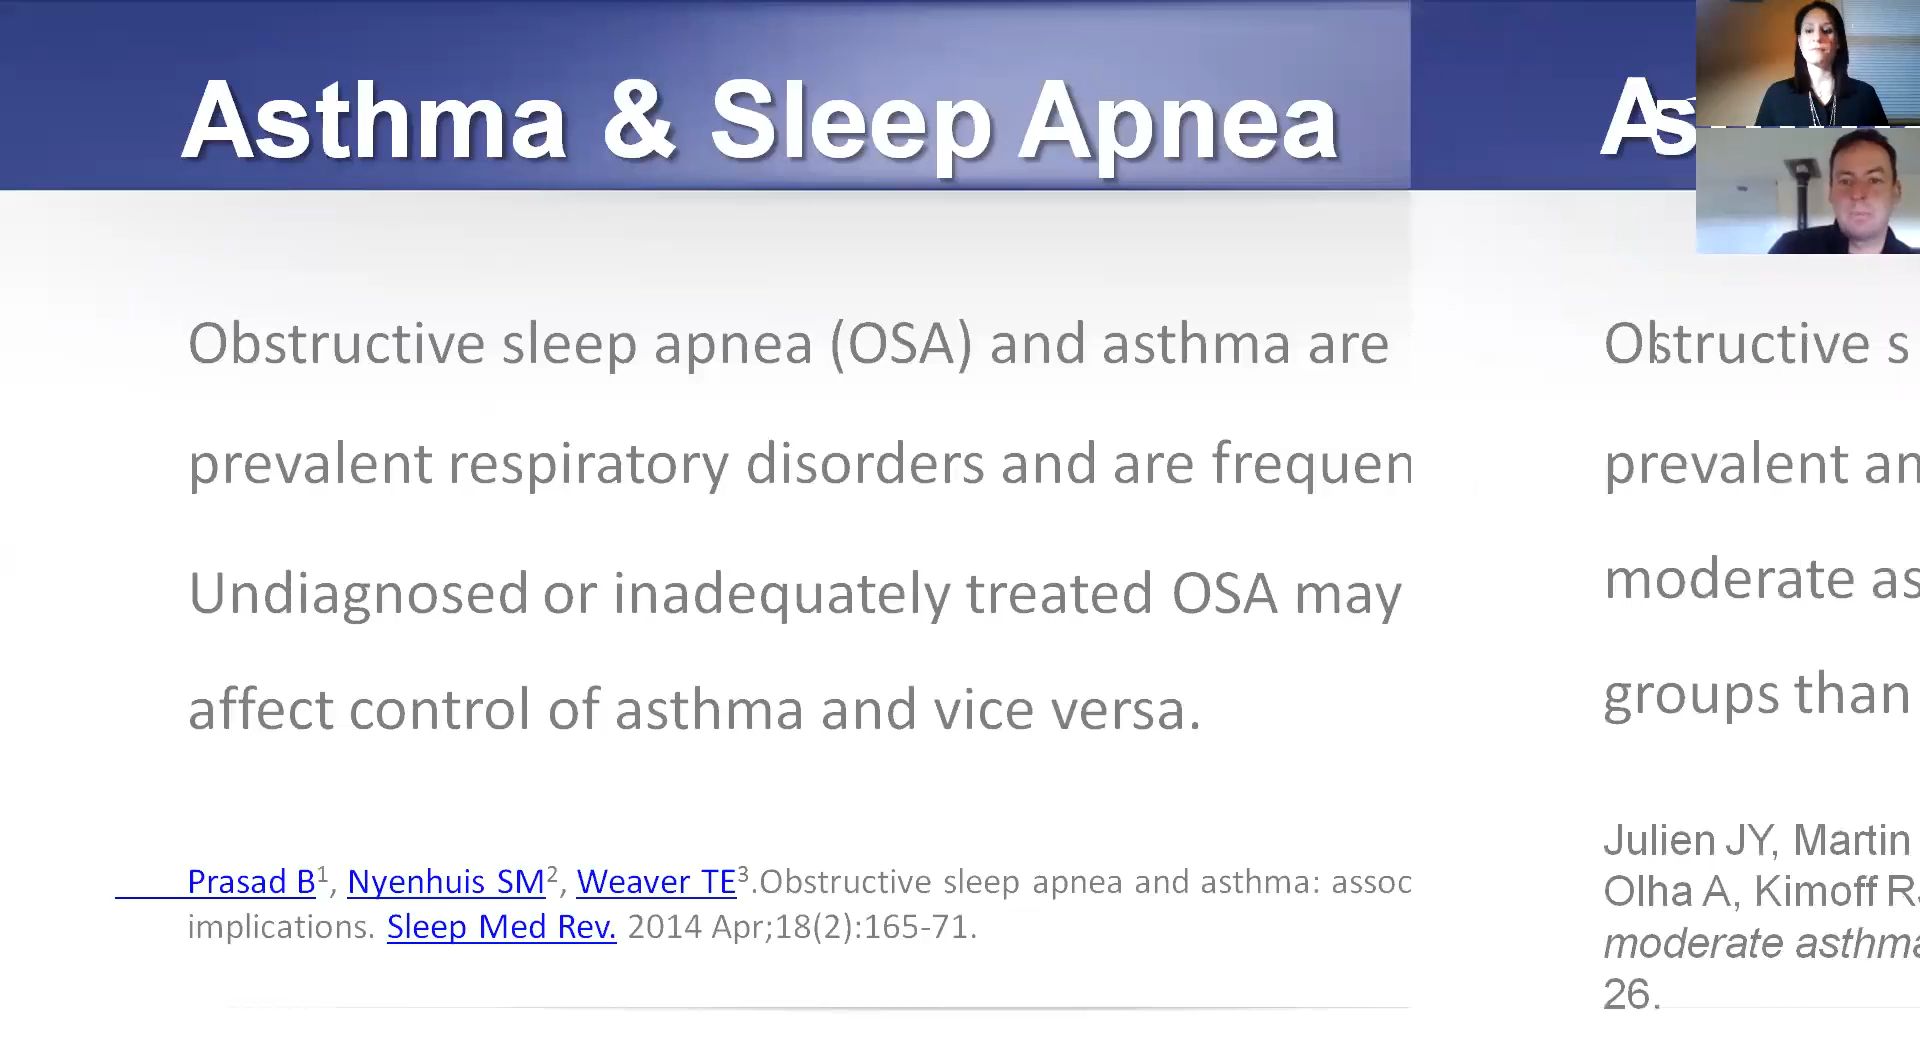 Asthma & Sleep Apnea
Obstructive sleep apnea (OSA) and asthma are
prevalent respiratory disorders and are frequen
Undiagnosed or inadequately treated OSA may
affect control of asthma and vice versa.
Prasad B1, Nyenhuis SM2, Weaver TE3.Obstructive sleep apnea and asthma: assoc
implications. Sleep Med Rev. 2014 Apr;18(2):165-71.
As
Obstructive s
prevalent an
moderate as
groups than
Julien JY, Martin
Olha A, Kimoff
moderate asthma
26.